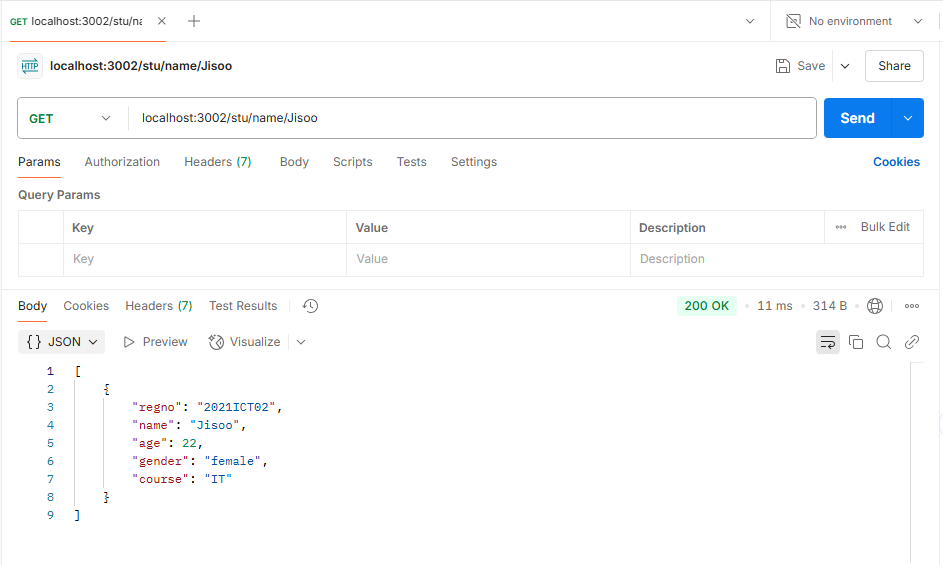 GET localhost:3002/stu/na
No environment
HTTP localhost:3002/stu/name/Jisoo
Save
Share
GET localhost:3002/stu/name/Jisoo
Send
Params Authorization Headers (7) Body Scripts Tests Settings Cookies
Query Params
Key Value Description Bulk Edit
Key Value Description
Body Cookies Headers (7) Test Results 200 OK 11 ms 314 B
{} JSON Preview Visualize
1 [
2 {
3 "regno": "2021ICT02",
4 "name": "Jisoo",
5 "age": 22,
6 "gender": "female",
7 "course": "IT"
8 }
9 ]